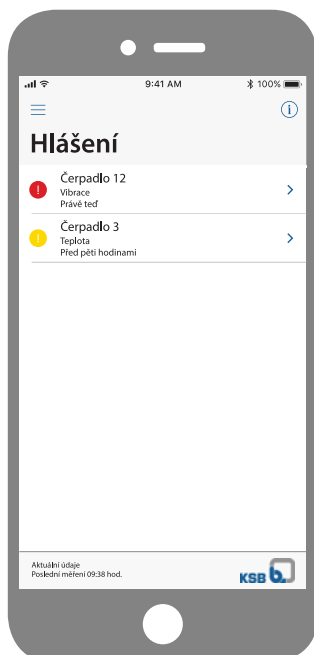 9:41 AM
100%
Hlášení
Čerpadlo 12
Vibrace
Právě teď
Čerpadlo 3
Teplota
Před pěti hodinami
Aktuální údaje
Poslední měření 09:38 hod.
KSB b.